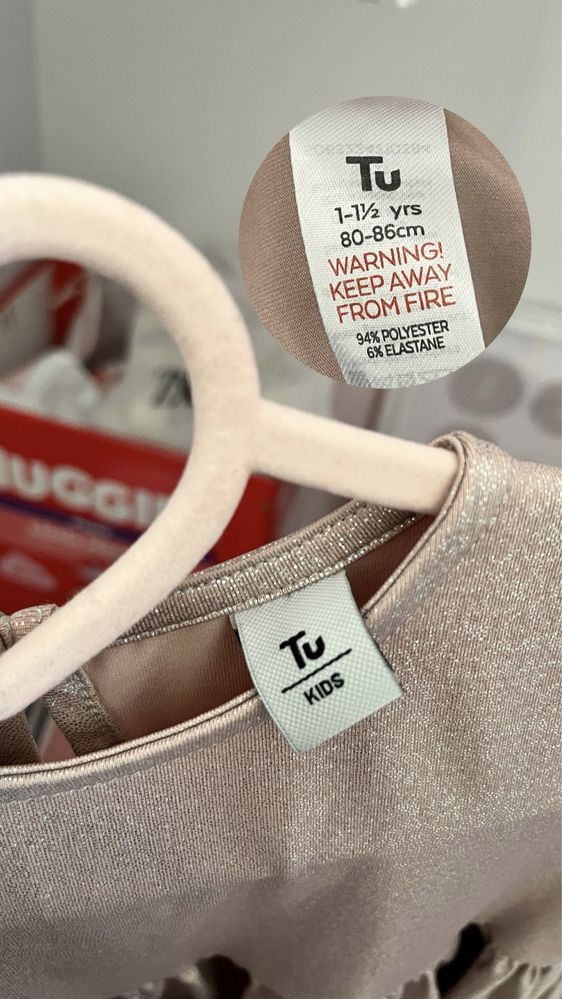 Tu
1-1½ yrs
80-86cm
WARNING!
KEEP AWAY
FROM FIRE
94% POLYESTER
6% ELASTANE
Tu
KIDS